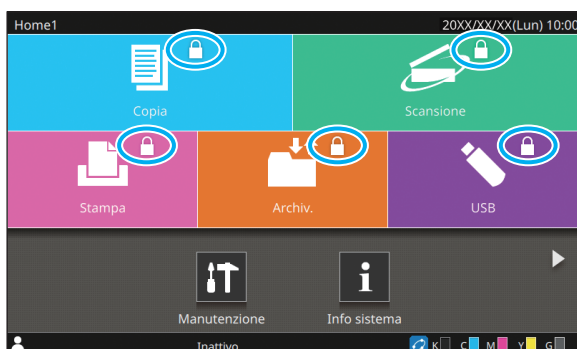 Home1 20XX/XX/XX(Lun) 10:00
Copia Scansione
Stampa Archiv. USB
Manutenzione Info sistema
Inattivo K C M Y G